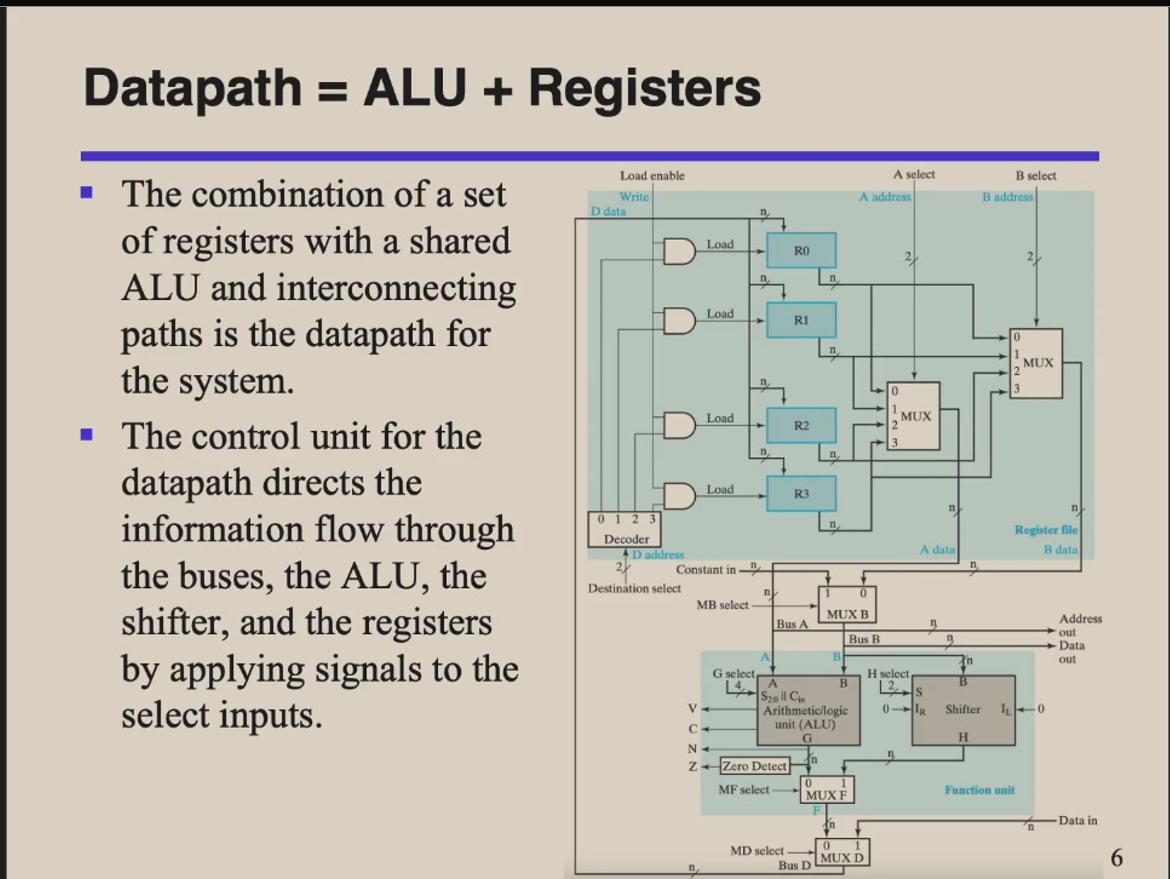 Datapath = ALU + Registers
The combination of a set
of registers with a shared
ALU and interconnecting
paths is the datapath for
the system.
The control unit for the
datapath directs the
information flow through
the buses, the ALU, the
shifter, and the registers
by applying signals to the
select inputs.
Load enable
A select
B select
Write
A address
B address
D data
n
Load
R0
2
2
n
n
Load
R1
0
1
MUX
2
3
n
n
0
1
MUX
2
3
Load
R2
n
n
Load
R3
n
n
n
0 1 2 3
Decoder
Register file
D address
A data
B data
2
Constant in
n
n
Destination select
n
1 0
MB select
MUX B
Bus A
n
Address
out
Bus B
n
Data
out
A
B
n
G select
4
A
B
H select
2
B
S2:0 || Cin
S
V
Arithmetic/logic
unit (ALU)
0
IR
Shifter
IL
0
C
G
H
N
n
n
Z
Zero Detect
MF select
0 1
MUX F
Function unit
F
n
n
Data in
MD select
0 1
MUX D
n
Bus D
6